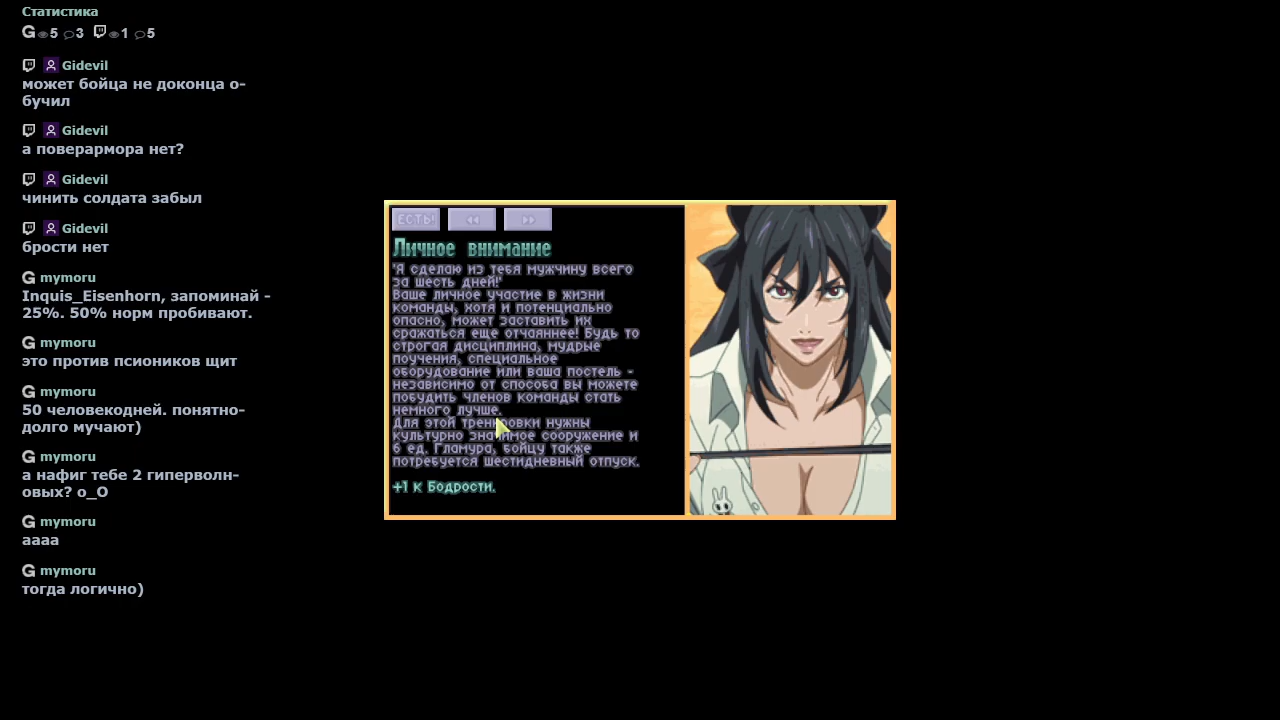 Статистика
5 3 1 5
Gidevil
может бойца не доконца о-
бучил
Gidevil
а поверармора нет?
Gidevil
чинить солдата забыл
Gidevil
брости нет
mymoru
Inquis_Eisenhorn, запоминай -
25%. 50% норм пробивают.
mymoru
это против псиоников щит
mymoru
50 человекодней. понятно-
долго мучают)
mymoru
а нафиг тебе 2 гиперволн-
овых? о_О
mymoru
аааа
mymoru
тогда логично)
ЕСТЬ!
Личное внимание
'Я сделаю из тебя мужчину всего
за шесть дней!'
Ваше личное участие в жизни
команды, хотя и потенциально
опасно, может заставить их
сражаться еще отчаяннее! Будь то
строгая дисциплина, мудрые
поучения, специальное
оборудование или ваша постель -
независимо от способа вы можете
побудить членов команды стать
немного лучше.
Для этой тренировки нужны
культурно значимое сооружение и
6 ед. Гламура, бойцу также
потребуется шестидневный отпуск.
+1 к Бодрости.